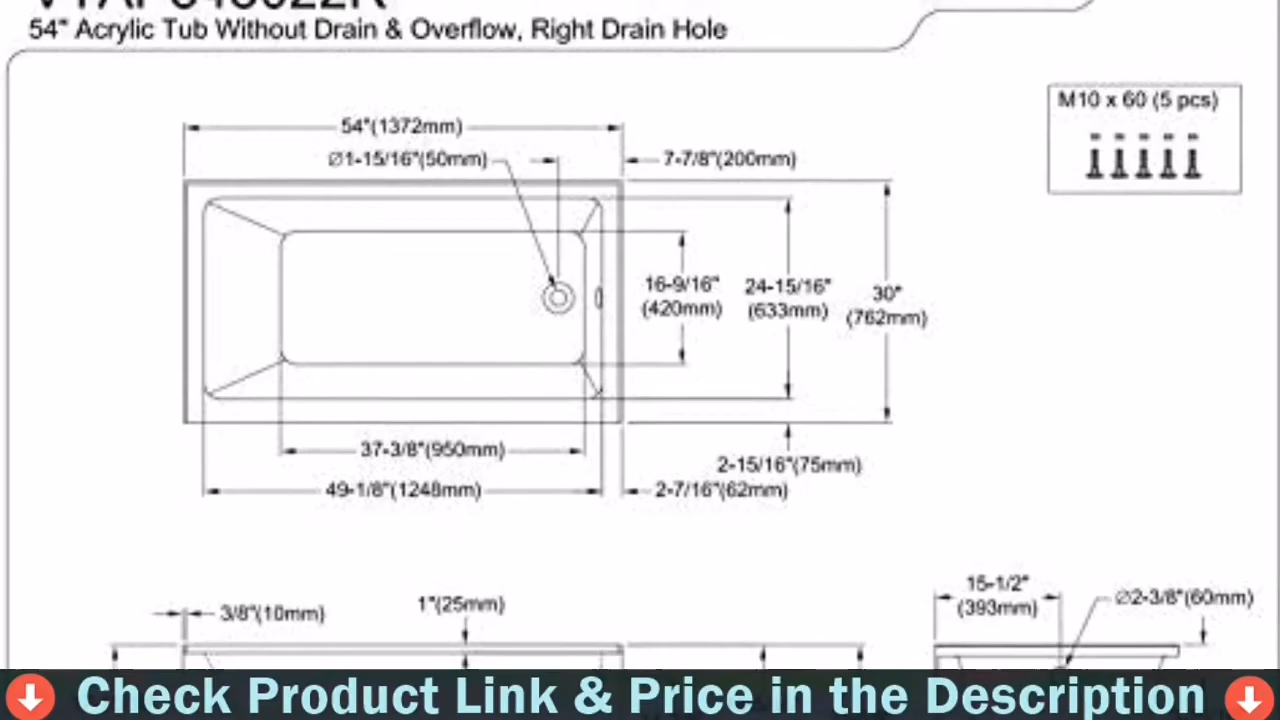 54" Acrylic Tub Without Drain & Overflow, Right Drain Hole
M10 x 60 (5 pcs)
54"(1372mm)
Ø1-15/16"(50mm)
7-7/8"(200mm)
16-9/16"
(420mm)
24-15/16"
(633mm)
30"
(762mm)
37-3/8"(950mm)
2-15/16"(75mm)
49-1/8"(1248mm)
2-7/16"(62mm)
15-1/2"
(393mm)
Ø2-3/8"(60mm)
3/8"(10mm)
1"(25mm)
Check Product Link & Price in the Description